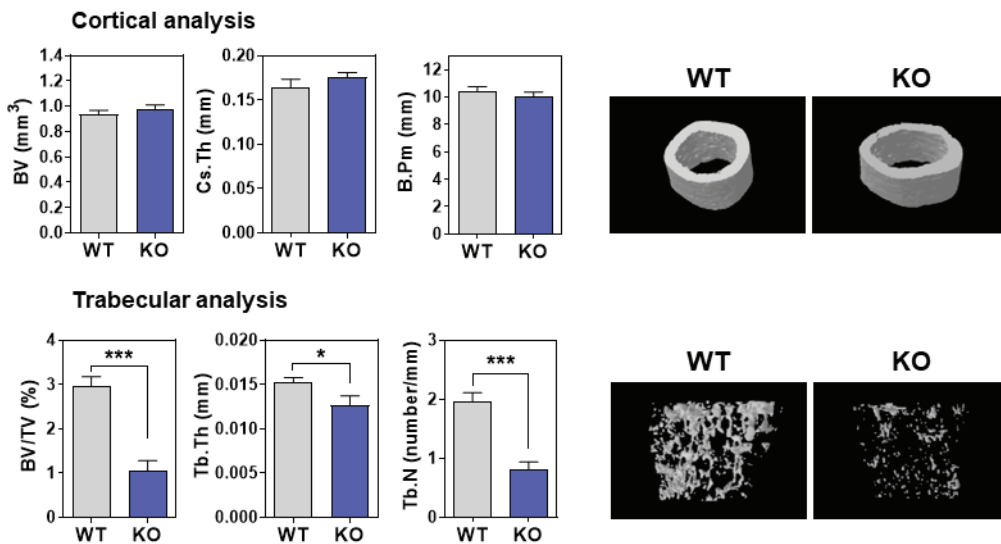 Cortical analysis
BV (mm³)
1.4
1.2
1.0
0.8
0.6
0.4
0.2
0.0
WT KO
Cs.Th (mm)
0.20
0.15
0.10
0.05
0.00
WT KO
B.Pm (mm)
12
10
8
6
4
2
0
WT KO
WT KO
Trabecular analysis
BV/TV (%)
4
3
2
1
0
***
WT KO
Tb.Th (mm)
0.020
0.015
0.010
0.005
0.000
*
WT KO
Tb.N (number/mm)
3
2
1
0
***
WT KO
WT KO